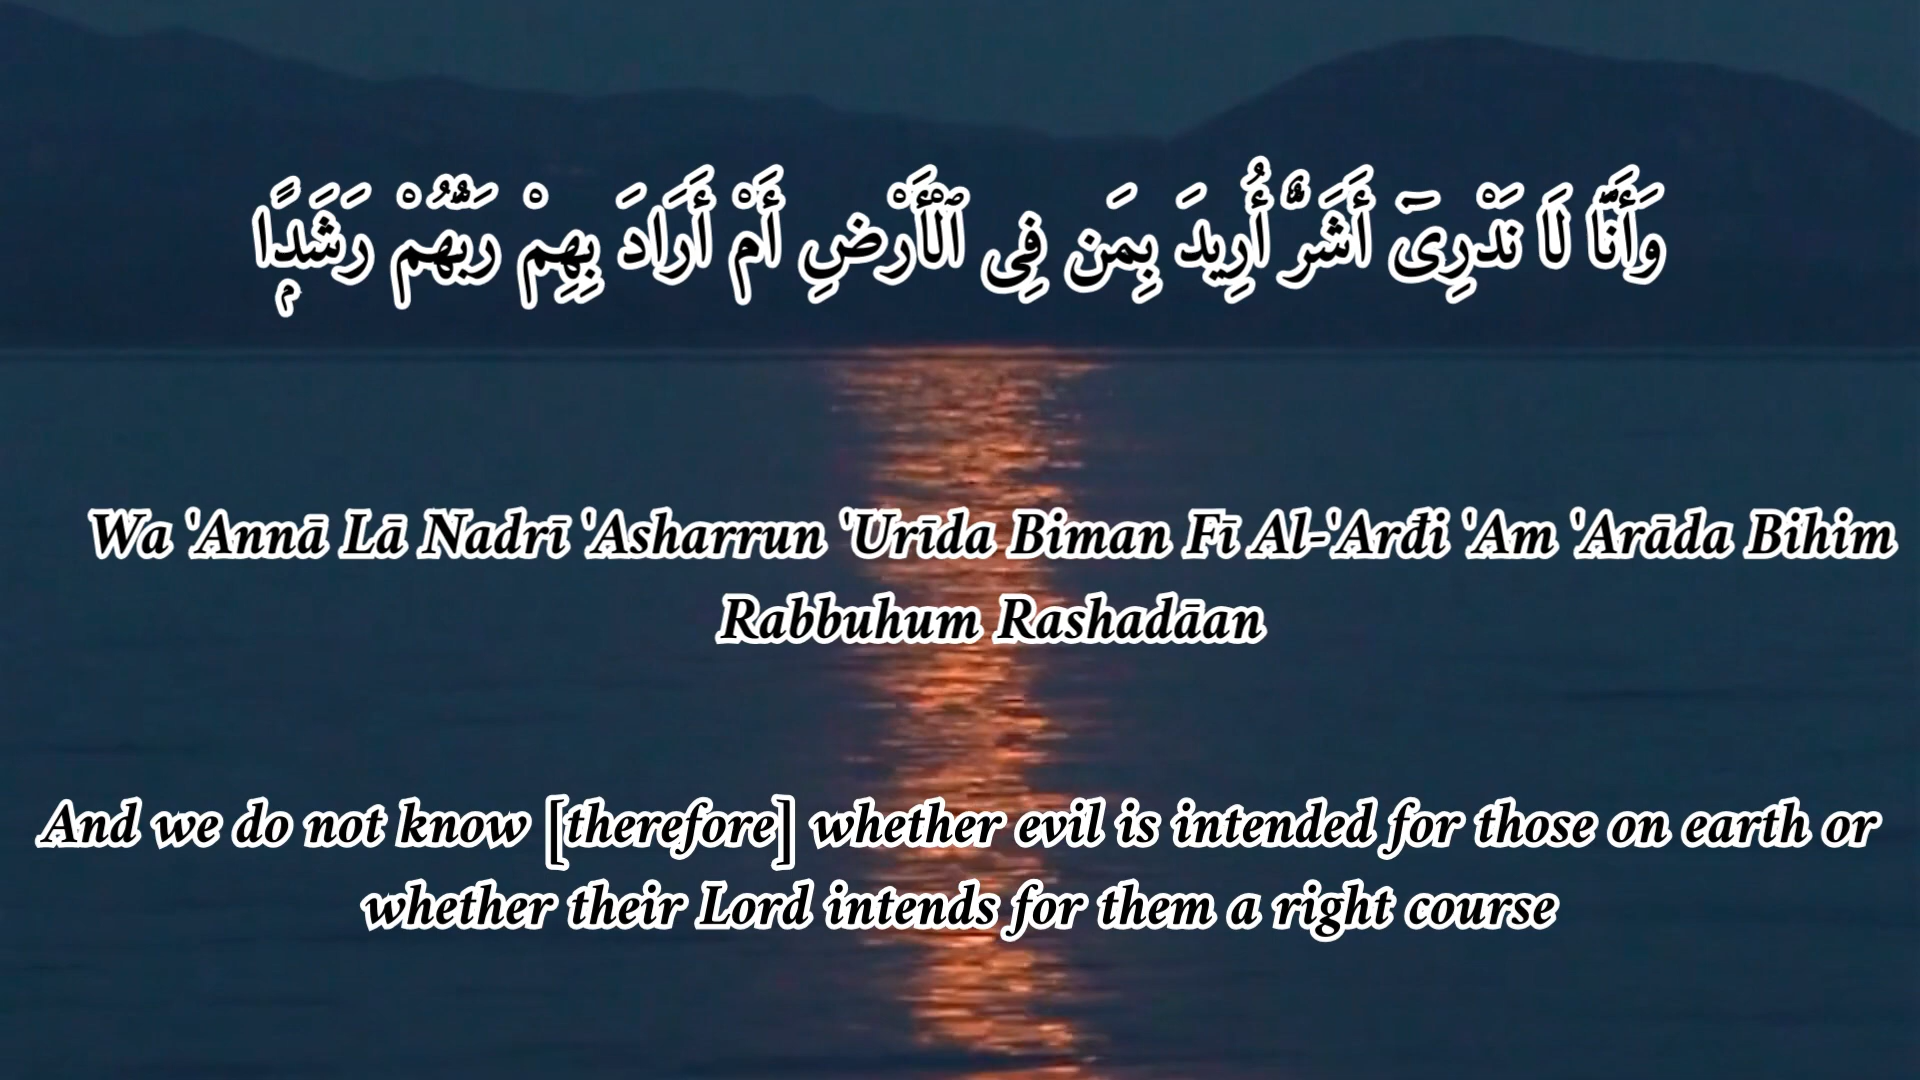 وَأَنَّا لَا نَدْرِىٓ أَشَرٌّ أُرِيدَ بِمَن فِى ٱلْأَرْضِ أَمْ أَرَادَ بِهِمْ رَبُّهُمْ رَشَدًۭا
Wa 'Annā Lā Nadrī 'Asharrun 'Urīda Biman Fī Al-'Arđi 'Am 'Arāda Bihim
Rabbuhum Rashadāan
And we do not know [therefore] whether evil is intended for those on earth or
whether their Lord intends for them a right course